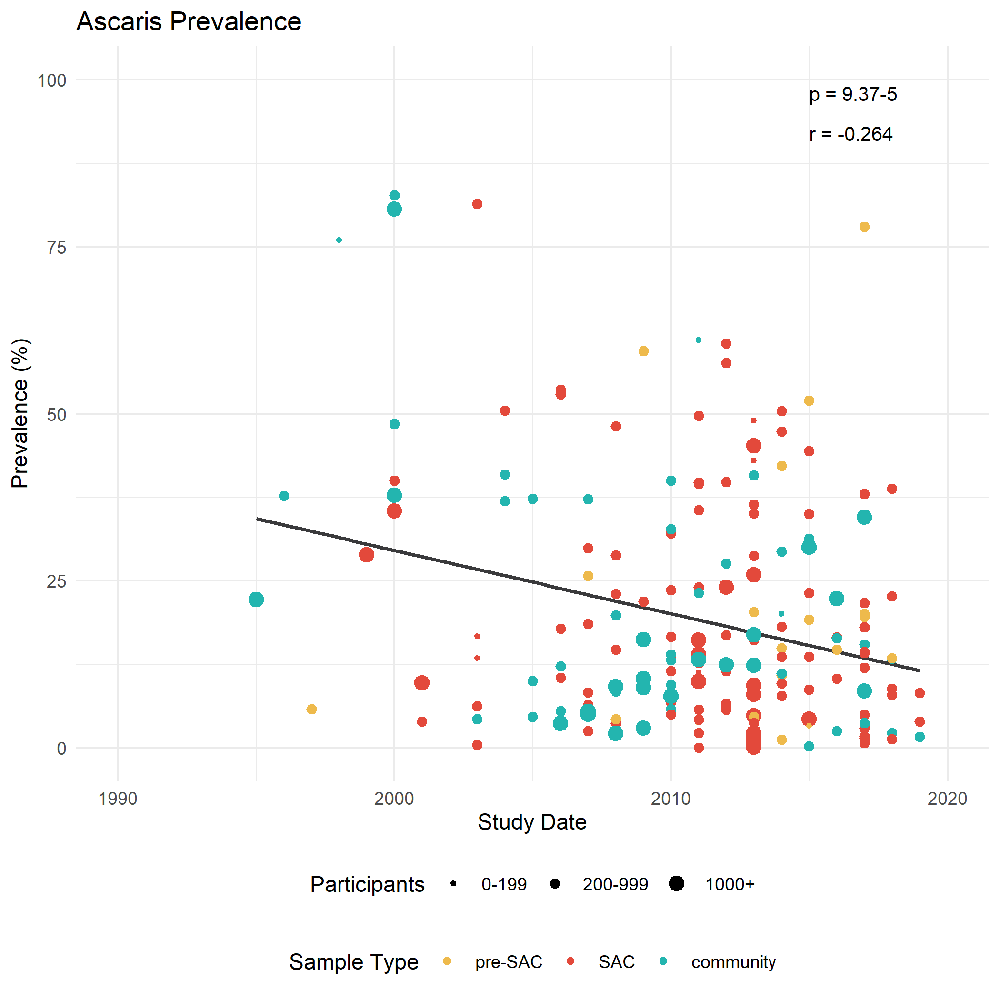 Ascaris Prevalence
100
75
50
25
0
Prevalence (%)
p = 9.37-5
r = -0.264
1990 2000 2010 2020
Study Date
Participants 0-199 200-999 1000+
Sample Type pre-SAC SAC community